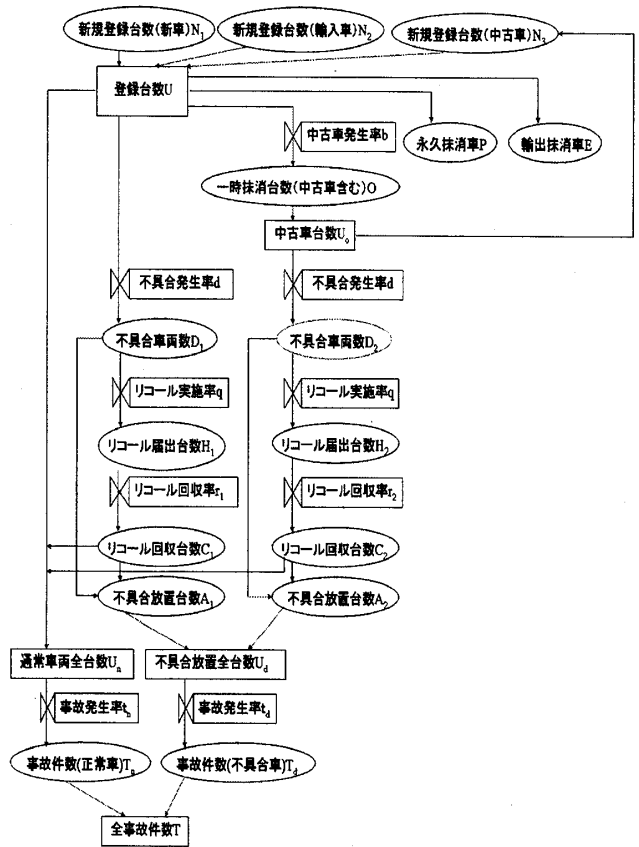 新規登録台数(新車)N1
新規登録台数(輸入車)N2
新規登録台数(中古車)N3
登録台数U
中古車発生率b
永久抹消車P
輸出抹消車E
一時抹消台数(中古車含む)O
中古車台数Uo
不具合発生率d
不具合発生率d
不具合車両数D1
不具合車両数D2
リコール実施率q
リコール実施率q
リコール届出台数H1
リコール届出台数H2
リコール回収率r1
リコール回収率r2
リコール回収台数C1
リコール回収台数C2
不具合放置台数A1
不具合放置台数A2
通常車両全台数Un
不具合放置全台数Ud
事故発生率tn
事故発生率td
事故件数(正常車)Tn
事故件数(不具合車)Td
全事故件数T